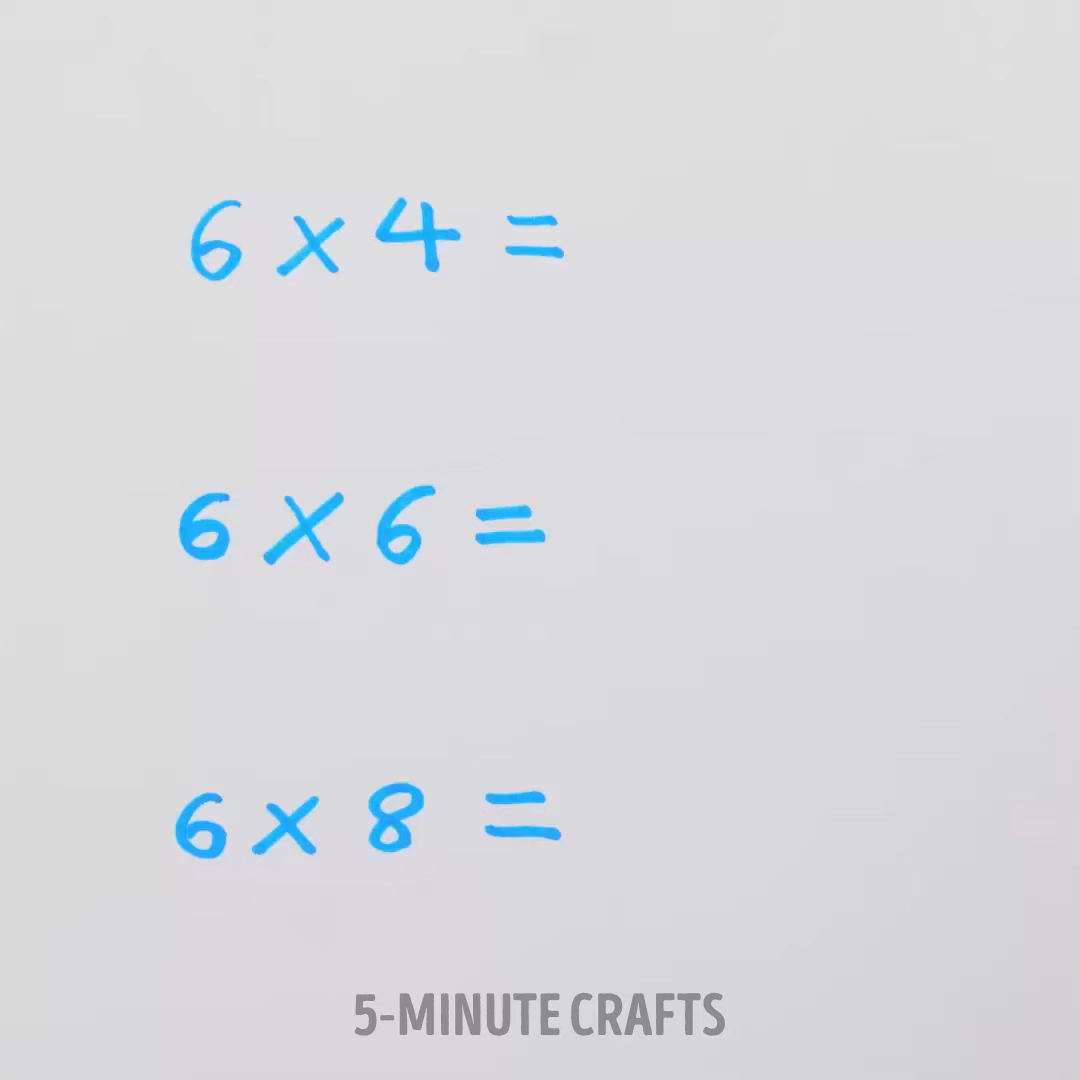 6 × 4 =
6 × 6 =
6 × 8 =
5-MINUTE CRAFTS